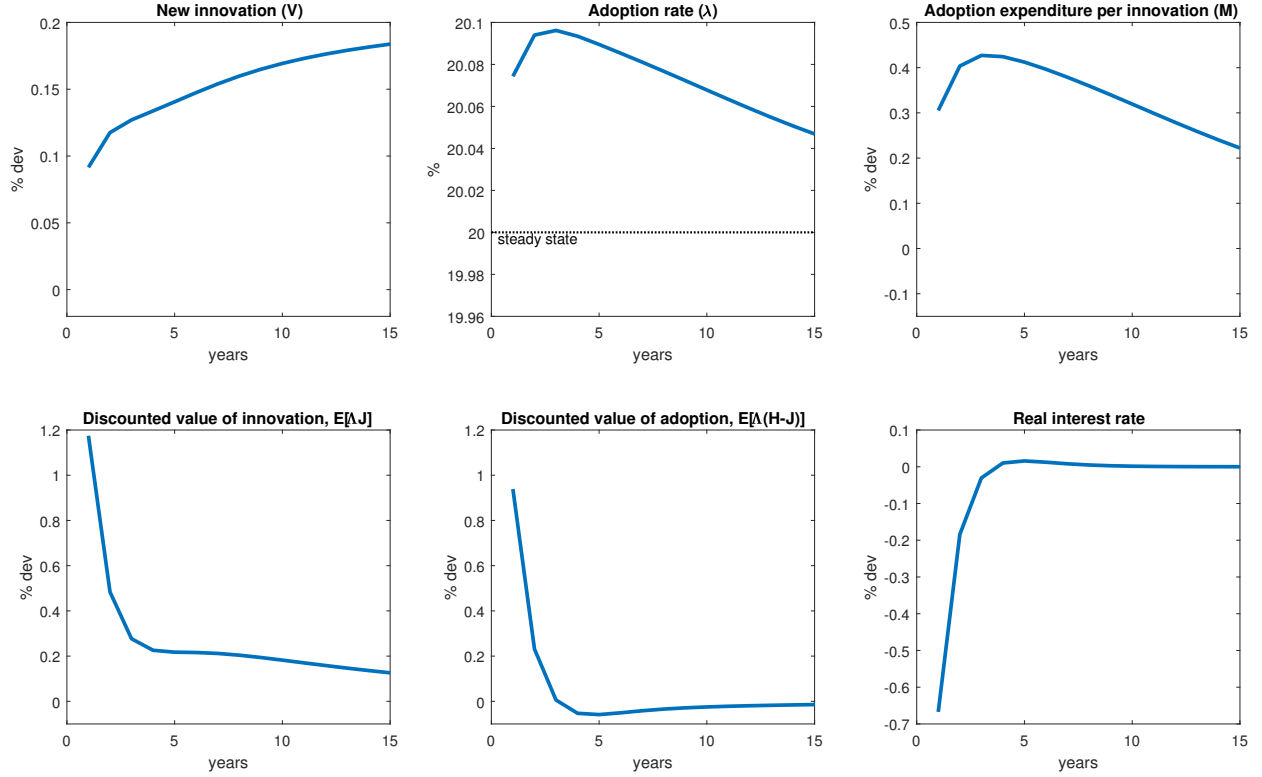 New innovation (V)
0.2
0.15
0.1
0.05
0
% dev
0 5 10 15
years
Adoption rate (λ)
20.1
20.08
20.06
20.04
20.02
20
19.98
19.96
%
steady state
0 5 10 15
years
Adoption expenditure per innovation (M)
0.5
0.4
0.3
0.2
0.1
0
-0.1
% dev
0 5 10 15
years
Discounted value of innovation, E[ΛJ]
1.2
1
0.8
0.6
0.4
0.2
0
% dev
0 5 10 15
years
Discounted value of adoption, E[Λ(H-J)]
1.2
1
0.8
0.6
0.4
0.2
0
% dev
0 5 10 15
years
Real interest rate
0.1
0
-0.1
-0.2
-0.3
-0.4
-0.5
-0.6
-0.7
% dev
0 5 10 15
years